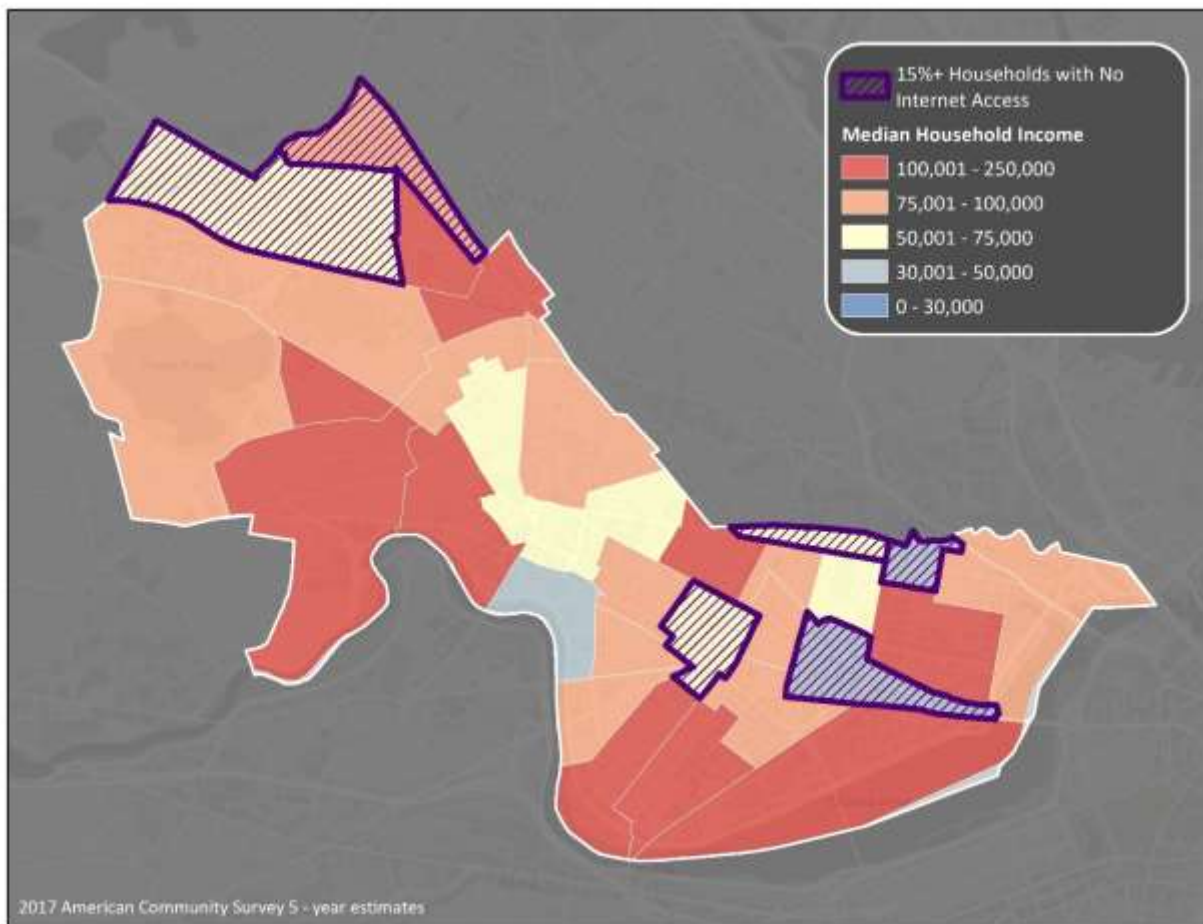 15%+ Households with No
Internet Access
Median Household Income
100,001 - 250,000
75,001 - 100,000
50,001 - 75,000
30,001 - 50,000
0 - 30,000
2017 American Community Survey 5 - year estimates